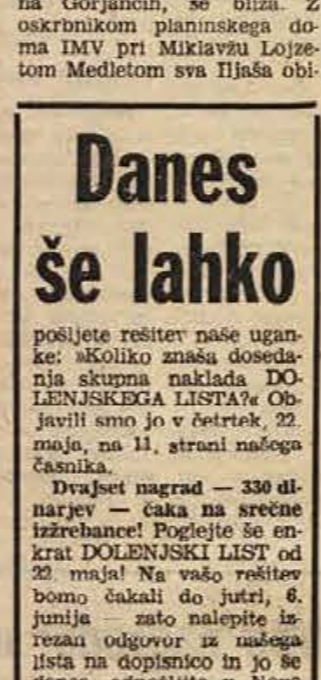 na Gorjancih, se bliža. Z
oskrbnikom planinskega do-
ma IMV pri Miklavžu Lojze-
tom Medletom sva Iljaša obi-
Danes
še lahko
pošljete rešitev naše ugan-
ke: »Koliko znaša doseda-
nja skupna naklada DO-
LENJSKEGA LISTA?« Ob-
javili smo jo v četrtek, 22.
maja, na 11. strani našega
časnika.
Dvajset nagrad — 330 di-
narjev — čaka na srečne
izžrebance! Poglejte še en-
krat DOLENJSKI LIST od
22. maja! Na vašo rešitev
bomo čakali do jutri, 6.
junija — zato nalepite iz-
rezan odgovor iz našega
lista na dopisnico in jo še